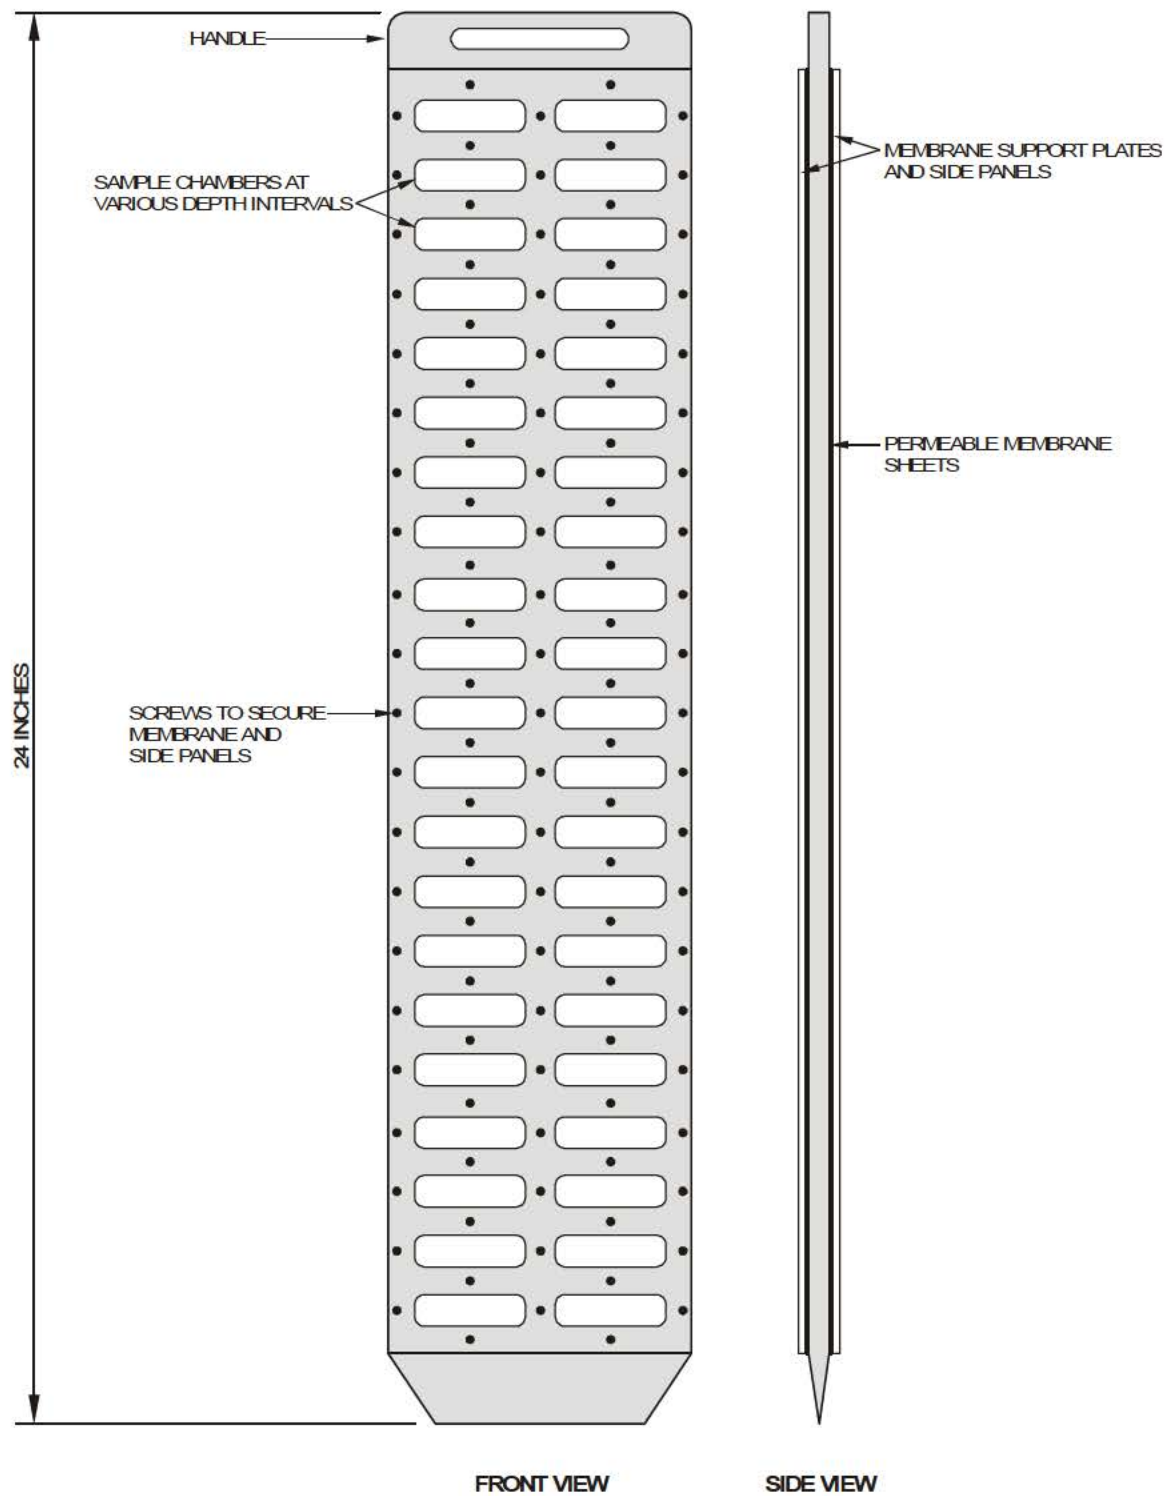 HANDLE
SAMPLE CHAMBERS AT
VARIOUS DEPTH INTERVALS
MEMBRANE SUPPORT PLATES
AND SIDE PANELS
PERMEABLE MEMBRANE
SHEETS
24 INCHES
SCREWS TO SECURE
MEMBRANE AND
SIDE PANELS
FRONT VIEW
SIDE VIEW